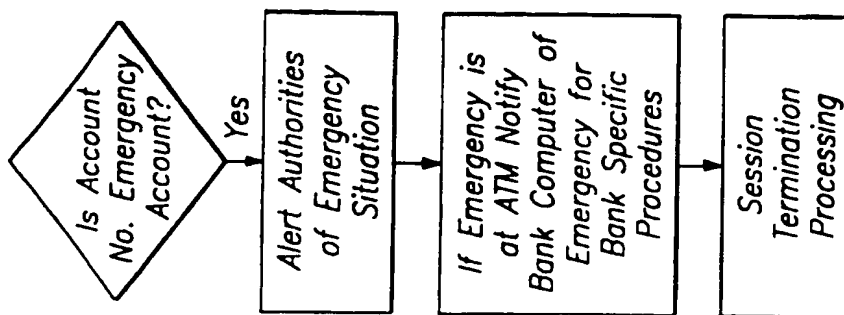 Is Account
No. Emergency
Account?
Yes
Alert Authorities
of Emergency
Situation
If Emergency is
at ATM Notify
Bank Computer of
Emergency for
Bank Specific
Procedures
Session
Termination
Processing